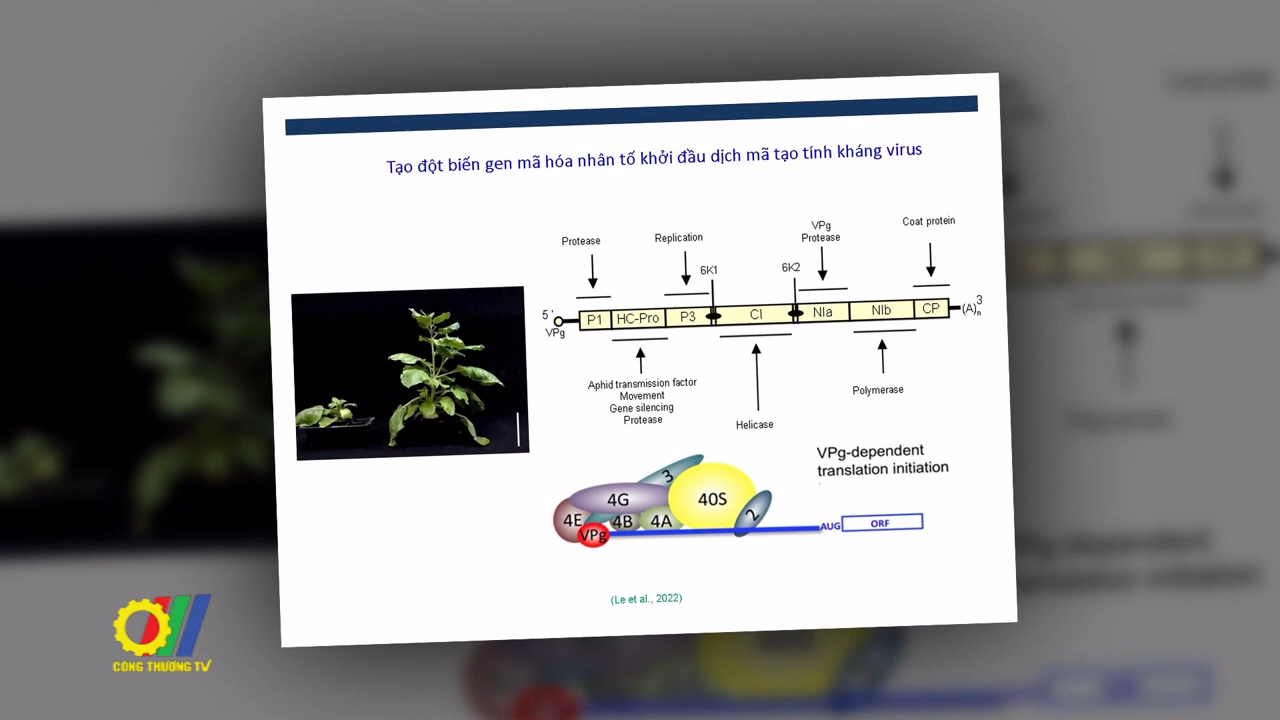 Tạo đột biến gen mã hóa nhân tố khởi đầu dịch mã tạo tính kháng virus
Protease
Replication
VPg
Protease
Coat protein
6K1
6K2
5'
VPg
P1
HC-Pro
P3
CI
NIa
NIb
CP
(A)n
3
Aphid transmission factor
Movement
Gene silencing
Protease
Helicase
Polymerase
VPg-dependent
translation initiation
3
4G
40S
4E
4B
4A
2
VPg
AUG
ORF
(Le et al., 2022)
CÔNG THƯƠNG TV